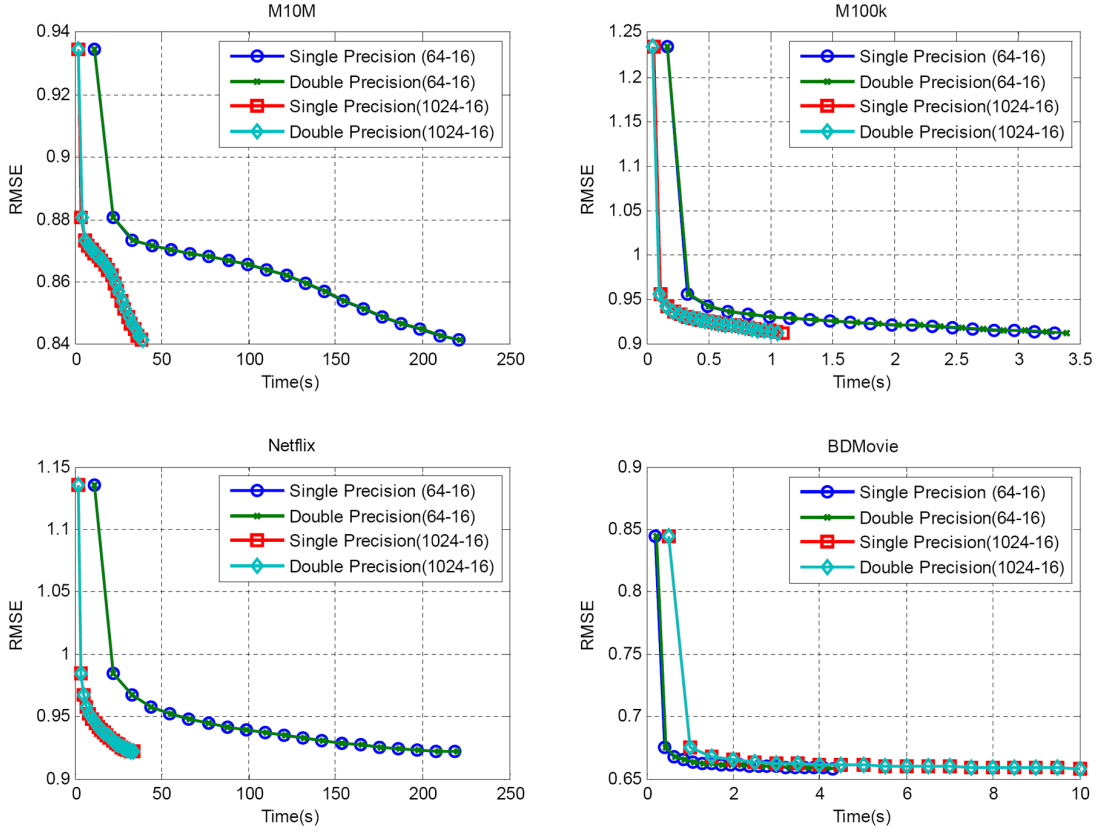 M10M
0.94
0.92
0.9
0.88
0.86
0.84
RMSE
0
50
100
150
200
250
Time(s)
Single Precision (64-16)
Double Precision(64-16)
Single Precision(1024-16)
Double Precision(1024-16)
M100k
1.25
1.2
1.15
1.1
1.05
1
0.95
0.9
RMSE
0
0.5
1
1.5
2
2.5
3
3.5
Time(s)
Single Precision (64-16)
Double Precision(64-16)
Single Precision(1024-16)
Double Precision(1024-16)
Netflix
1.15
1.1
1.05
1
0.95
0.9
RMSE
0
50
100
150
200
250
Time(s)
Single Precision (64-16)
Double Precision(64-16)
Single Precision(1024-16)
Double Precision(1024-16)
BDMovie
0.9
0.85
0.8
0.75
0.7
0.65
RMSE
0
2
4
6
8
10
Time(s)
Single Precision (64-16)
Double Precision(64-16)
Single Precision(1024-16)
Double Precision(1024-16)